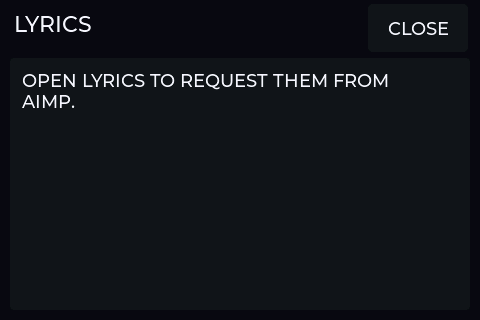 LYRICS
CLOSE
OPEN LYRICS TO REQUEST THEM FROM
AIMP.